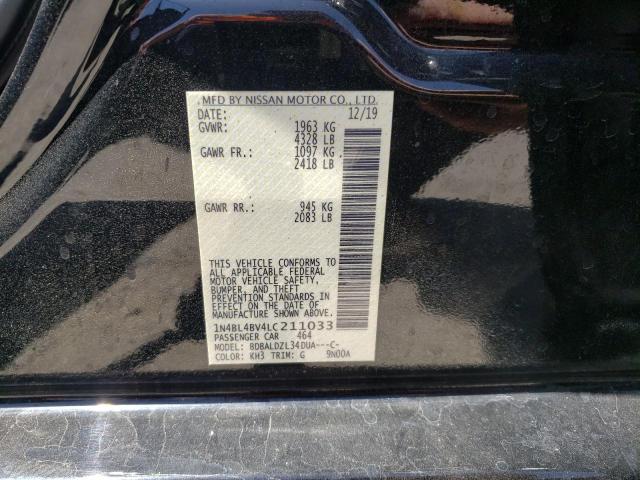 MFD BY NISSAN MOTOR CO., LTD.
DATE: 12/19
GVWR: 1963 KG
4328 LB
GAWR FR.: 1097 KG
2418 LB
GAWR RR.: 945 KG
2083 LB
THIS VEHICLE CONFORMS TO
ALL APPLICABLE FEDERAL
MOTOR VEHICLE SAFETY,
BUMPER, AND THEFT
PREVENTION STANDARDS IN
EFFECT ON THE DATE OF
MANUFACTURE SHOWN ABOVE.
1N4BL4BV4LC211033
PASSENGER CAR 464
MODEL: BDBALDZL34DUA---C-
COLOR: KH3 TRIM: G 9N00A